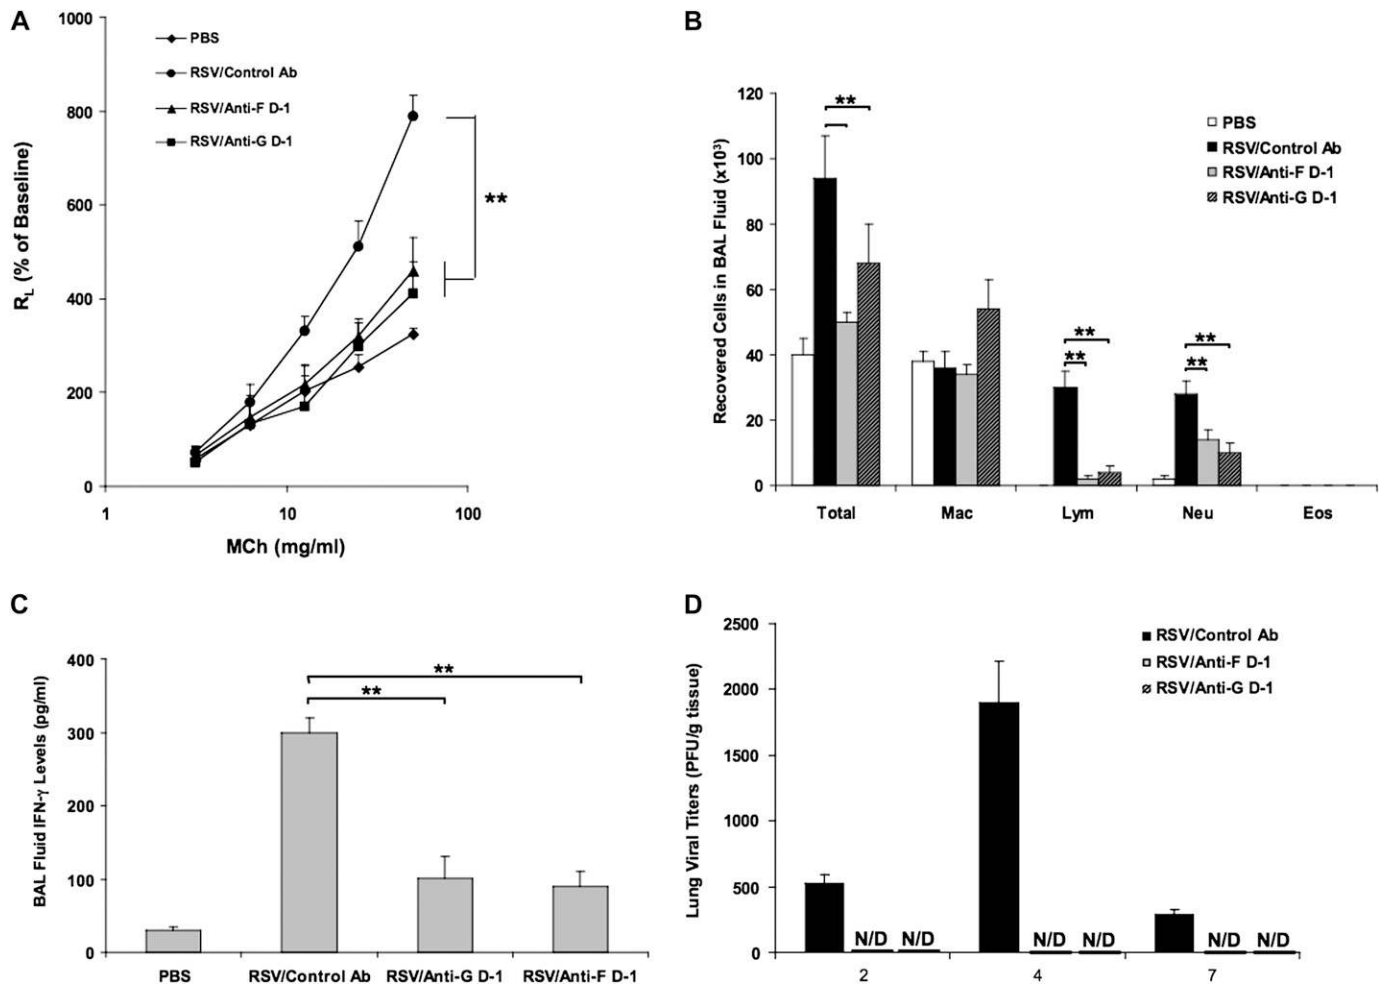 A
1000
800
600
400
200
0
R_L (% of Baseline)
PBS
RSV/Control Ab
RSV/Anti-F D-1
RSV/Anti-G D-1
**
1 10 100
MCh (mg/ml)
B
120
100
80
60
40
20
0
Recovered Cells in BAL Fluid (x10³)
PBS
RSV/Control Ab
RSV/Anti-F D-1
RSV/Anti-G D-1
**
**
**
**
**
Total Mac Lym Neu Eos
C
400
300
200
100
0
BAL Fluid IFN-γ Levels (pg/ml)
**
**
PBS RSV/Control Ab RSV/Anti-G D-1 RSV/Anti-F D-1
D
2500
2000
1500
1000
500
0
Lung Viral Titers (PFU/g tissue)
RSV/Control Ab
RSV/Anti-F D-1
RSV/Anti-G D-1
N/D N/D N/D N/D N/D N/D
2 4 7